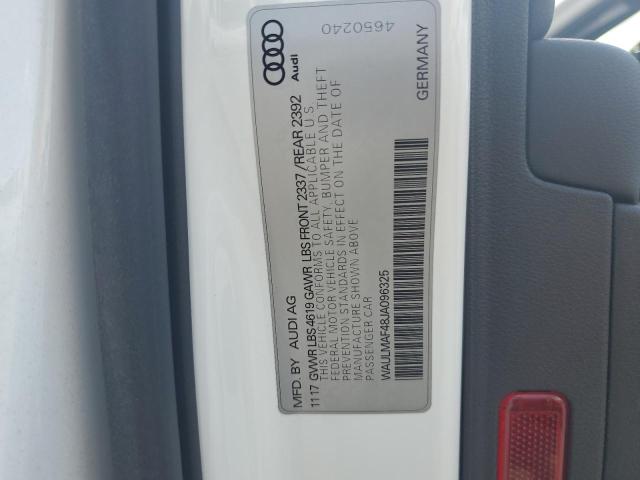 Audi
4650240
MFD. BY AUDI AG
11 17 GVWR LBS 4619 GAWR LBS FRONT 2337 / REAR 2392
THIS VEHICLE CONFORMS TO ALL APPLICABLE U S
FEDERAL MOTOR VEHICLE SAFETY, BUMPER AND THEFT
PREVENTION STANDARDS IN EFFECT ON THE DATE OF
MANUFACTURE SHOWN ABOVE
PASSENGER CAR
WAULMAF48JA096325
GERMANY